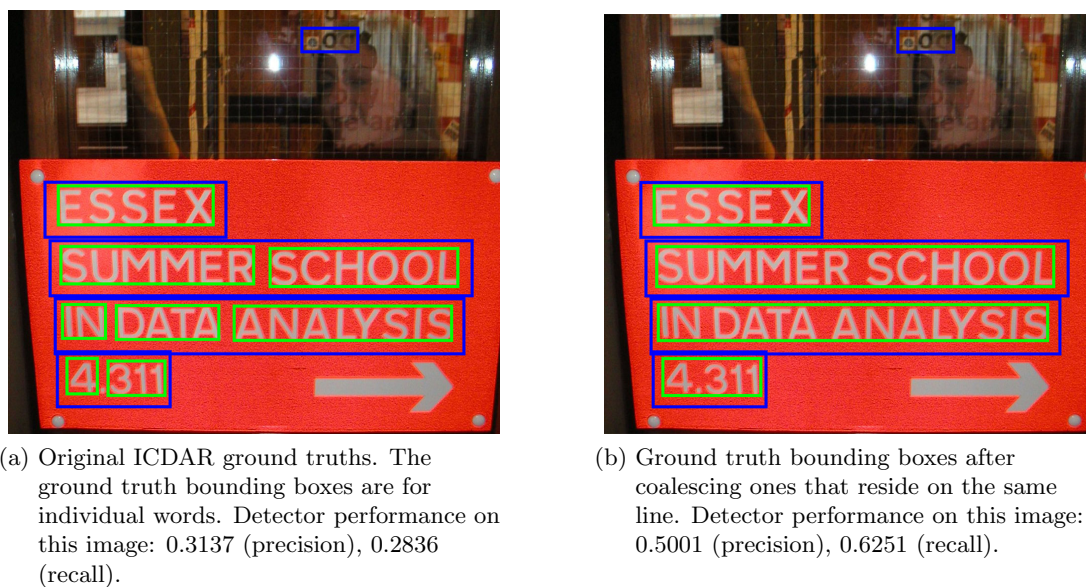 ESSEX
SUMMER SCHOOL
IN DATA ANALYSIS
4.311
ESSEX
SUMMER SCHOOL
IN DATA ANALYSIS
4.311
(a) Original ICDAR ground truths. The
ground truth bounding boxes are for
individual words. Detector performance on
this image: 0.3137 (precision), 0.2836
(recall).
(b) Ground truth bounding boxes after
coalescing ones that reside on the same
line. Detector performance on this image:
0.5001 (precision), 0.6251 (recall).